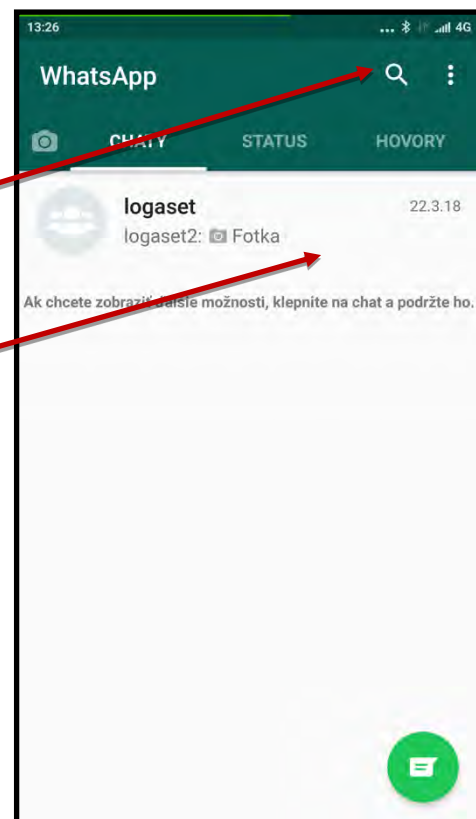 13:26 ... 4G
WhatsApp
CHATY STATUS HOVORY
logaset 22.3.18
logaset2: Fotka
Ak chcete zobraziť ďalšie možnosti, klepnite na chat a podržte ho.